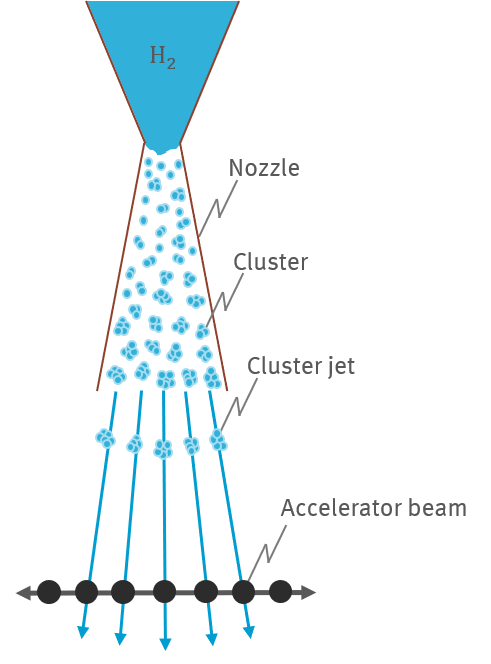 H₂
Nozzle
Cluster
Cluster jet
Accelerator beam